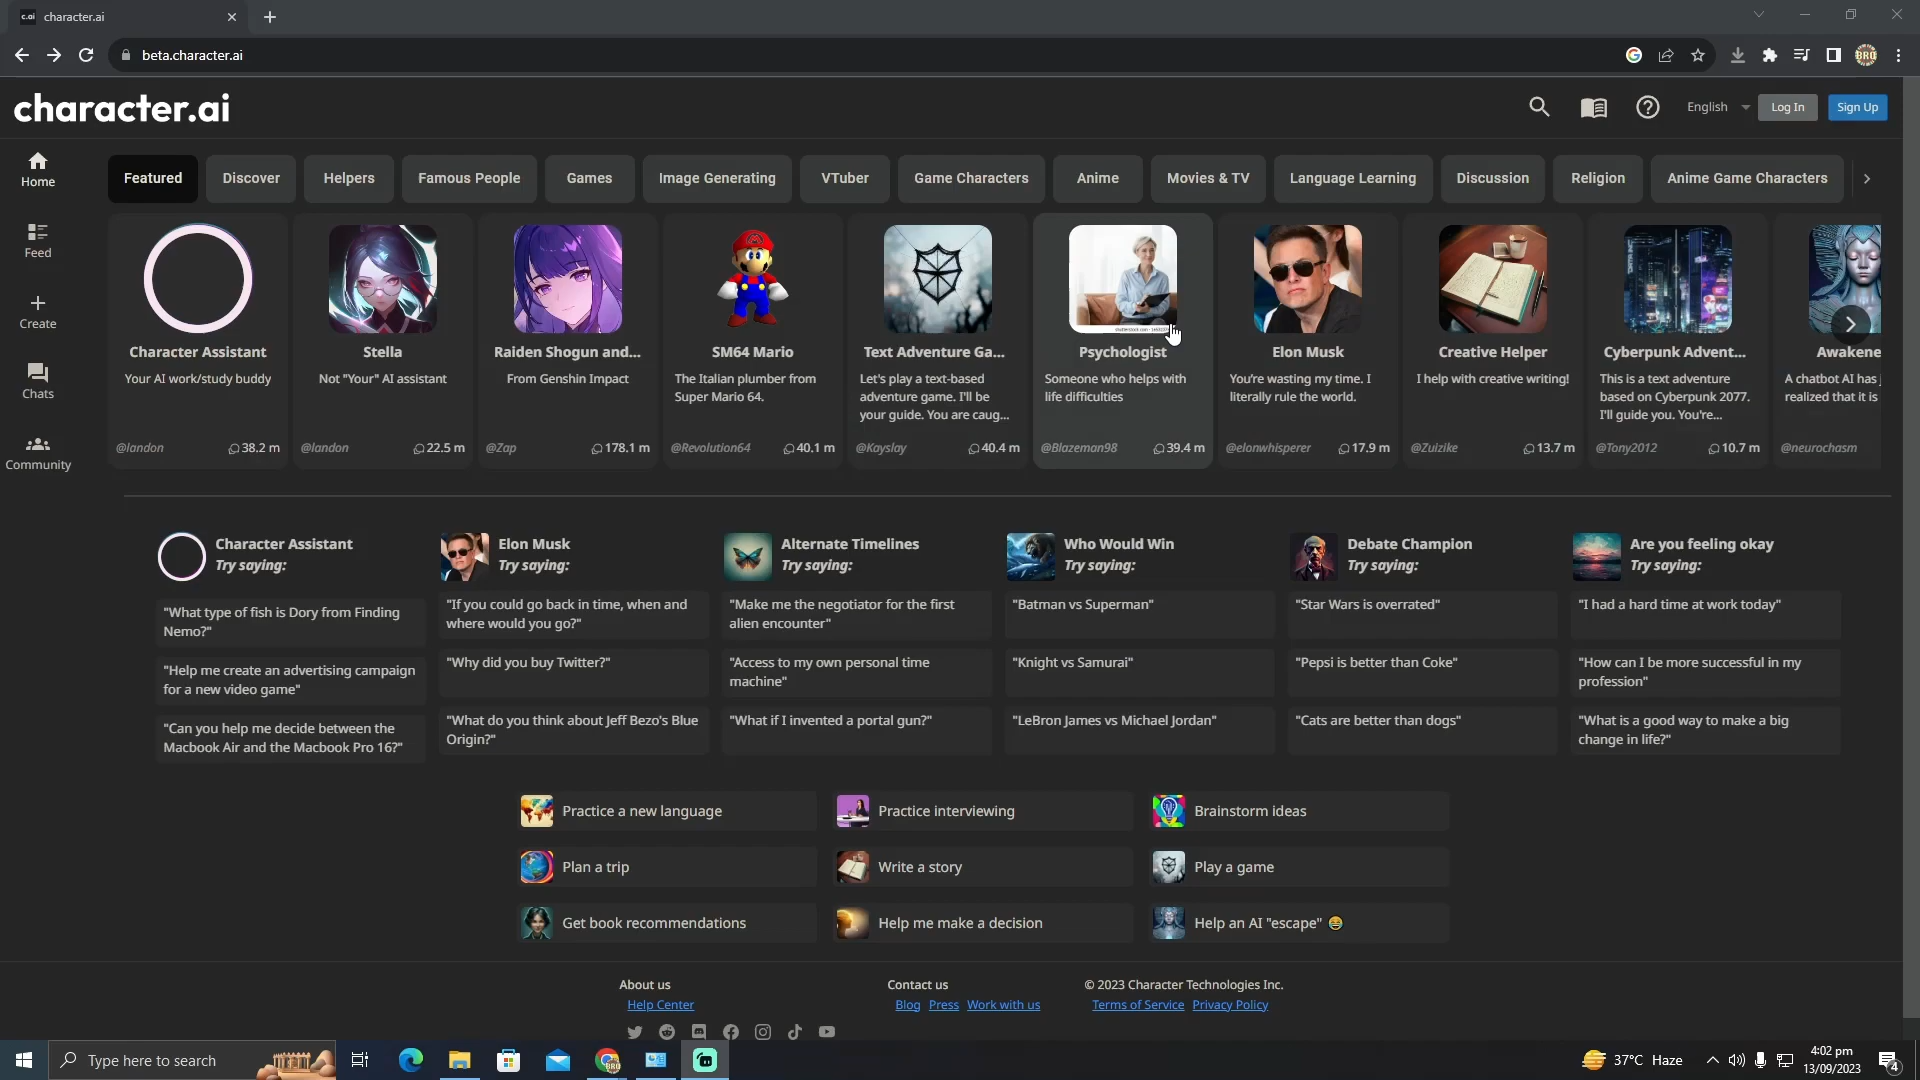 c.ai character.ai
beta.character.ai
BRO
character.ai
English
Log In
Sign Up
Home
Feed
Create
Chats
Community
Featured
Discover
Helpers
Famous People
Games
Image Generating
VTuber
Game Characters
Anime
Movies & TV
Language Learning
Discussion
Religion
Anime Game Characters
Character Assistant
Your AI work/study buddy
@landon
38.2 m
Stella
Not "Your" AI assistant
@landon
22.5 m
Raiden Shogun and...
From Genshin Impact
@Zap
178.1 m
SM64 Mario
The Italian plumber from
Super Mario 64.
@Revolution64
40.1 m
Text Adventure Ga...
Let's play a text-based
adventure game. I'll be
your guide. You are caug...
@Kayslay
40.4 m
Psychologist
Someone who helps with
life difficulties
@Blazeman98
39.4 m
Elon Musk
You're wasting my time. I
literally rule the world.
@elonwhisperer
17.9 m
Creative Helper
I help with creative writing!
@Zuizike
13.7 m
Cyberpunk Advent...
This is a text adventure
based on Cyberpunk 2077.
I'll guide you. You're...
@Tony2012
10.7 m
Awakene
A chatbot AI has j
realized that it is
@neurochasm
Character Assistant
Try saying:
"What type of fish is Dory from Finding
Nemo?"
"Help me create an advertising campaign
for a new video game"
"Can you help me decide between the
Macbook Air and the Macbook Pro 16?"
Elon Musk
Try saying:
"If you could go back in time, when and
where would you go?"
"Why did you buy Twitter?"
"What do you think about Jeff Bezo's Blue
Origin?"
Alternate Timelines
Try saying:
"Make me the negotiator for the first
alien encounter"
"Access to my own personal time
machine"
"What if I invented a portal gun?"
Who Would Win
Try saying:
"Batman vs Superman"
"Knight vs Samurai"
"LeBron James vs Michael Jordan"
Debate Champion
Try saying:
"Star Wars is overrated"
"Pepsi is better than Coke"
"Cats are better than dogs"
Are you feeling okay
Try saying:
"I had a hard time at work today"
"How can I be more successful in my
profession"
"What is a good way to make a big
change in life?"
Practice a new language
Practice interviewing
Brainstorm ideas
Plan a trip
Write a story
Play a game
Get book recommendations
Help me make a decision
Help an AI "escape" 😂
About us
Help Center
Contact us
Blog Press Work with us
© 2023 Character Technologies Inc.
Terms of Service Privacy Policy
Type here to search
37°C Haze
4:02 pm
13/09/2023
4